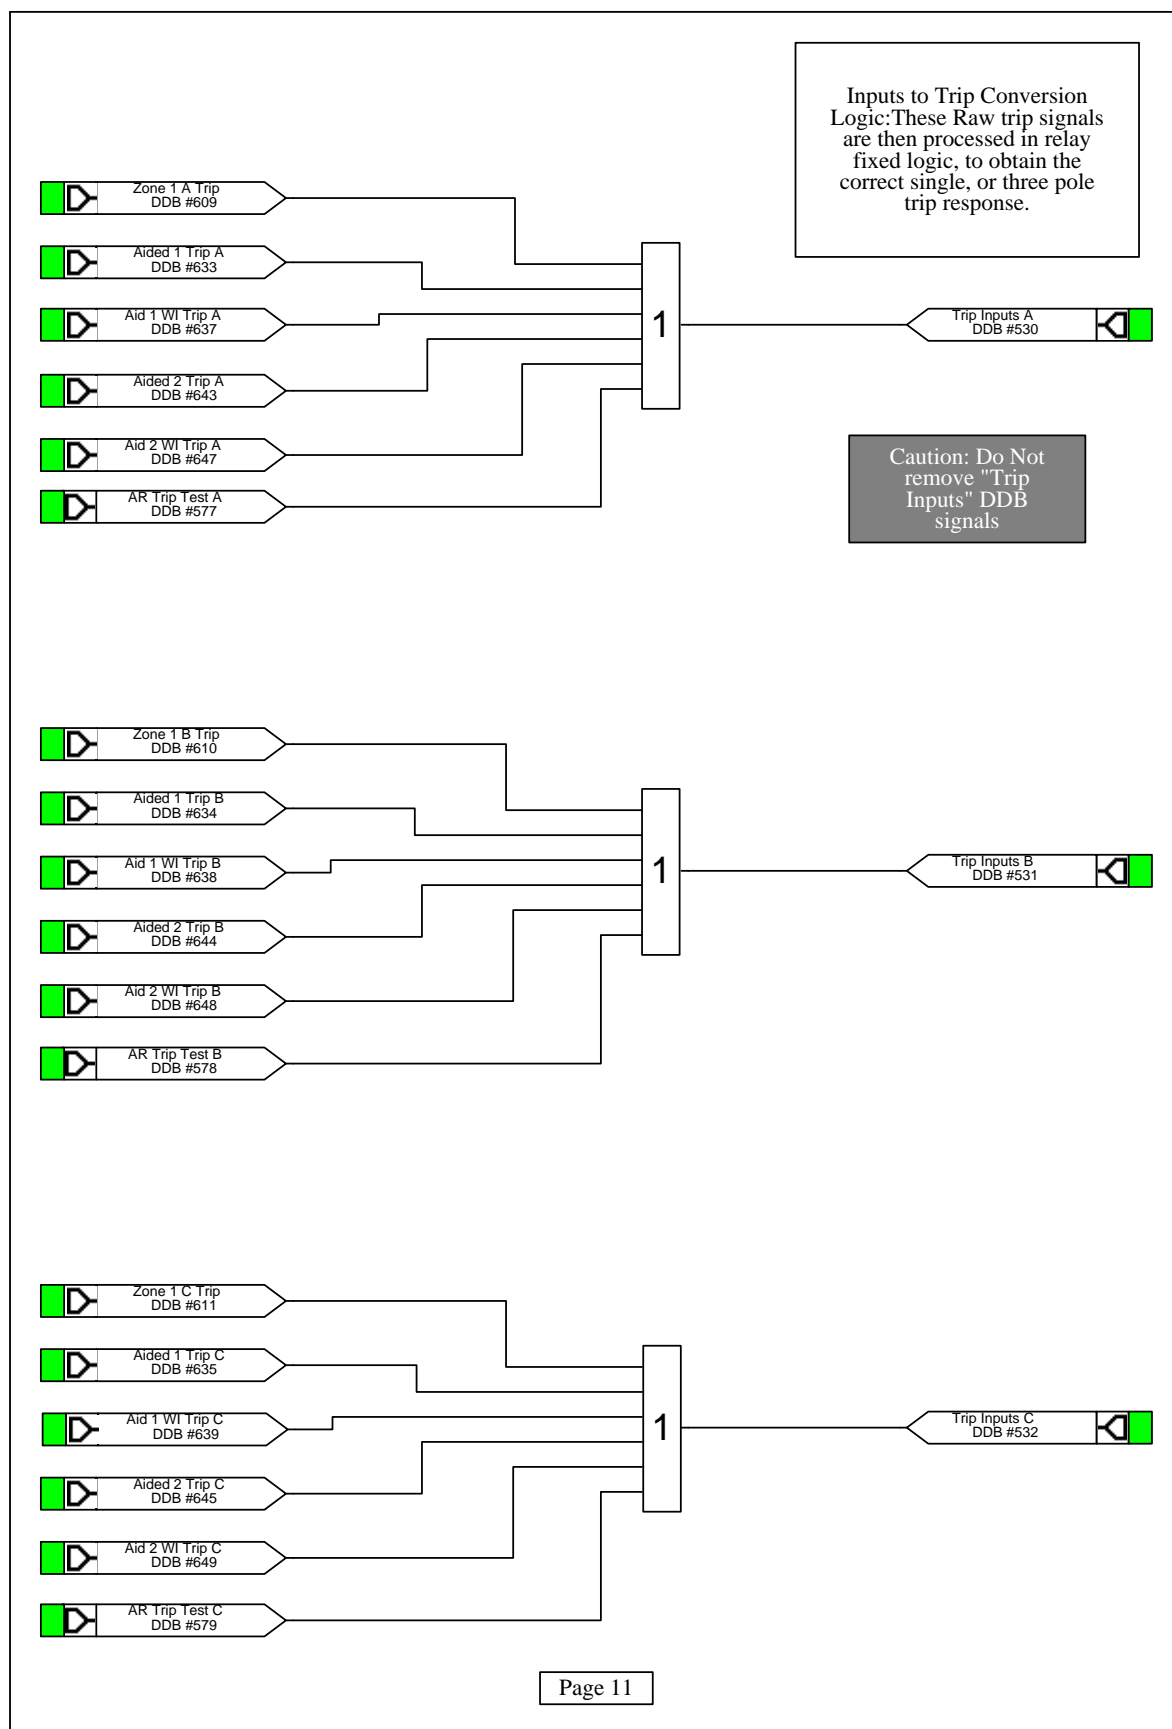 Inputs to Trip Conversion
Logic:These Raw trip signals
are then processed in relay
fixed logic, to obtain the
correct single, or three pole
trip response.
Zone 1 A Trip
DDB #609
Aided 1 Trip A
DDB #633
Aid 1 WI Trip A
DDB #637
Aided 2 Trip A
DDB #643
Aid 2 WI Trip A
DDB #647
AR Trip Test A
DDB #577
1
Trip Inputs A
DDB #530
Caution: Do Not
remove "Trip
Inputs" DDB
signals
Zone 1 B Trip
DDB #610
Aided 1 Trip B
DDB #634
Aid 1 WI Trip B
DDB #638
Aided 2 Trip B
DDB #644
Aid 2 WI Trip B
DDB #648
AR Trip Test B
DDB #578
1
Trip Inputs B
DDB #531
Zone 1 C Trip
DDB #611
Aided 1 Trip C
DDB #635
Aid 1 WI Trip C
DDB #639
Aided 2 Trip C
DDB #645
Aid 2 WI Trip C
DDB #649
AR Trip Test C
DDB #579
1
Trip Inputs C
DDB #532
Page 11